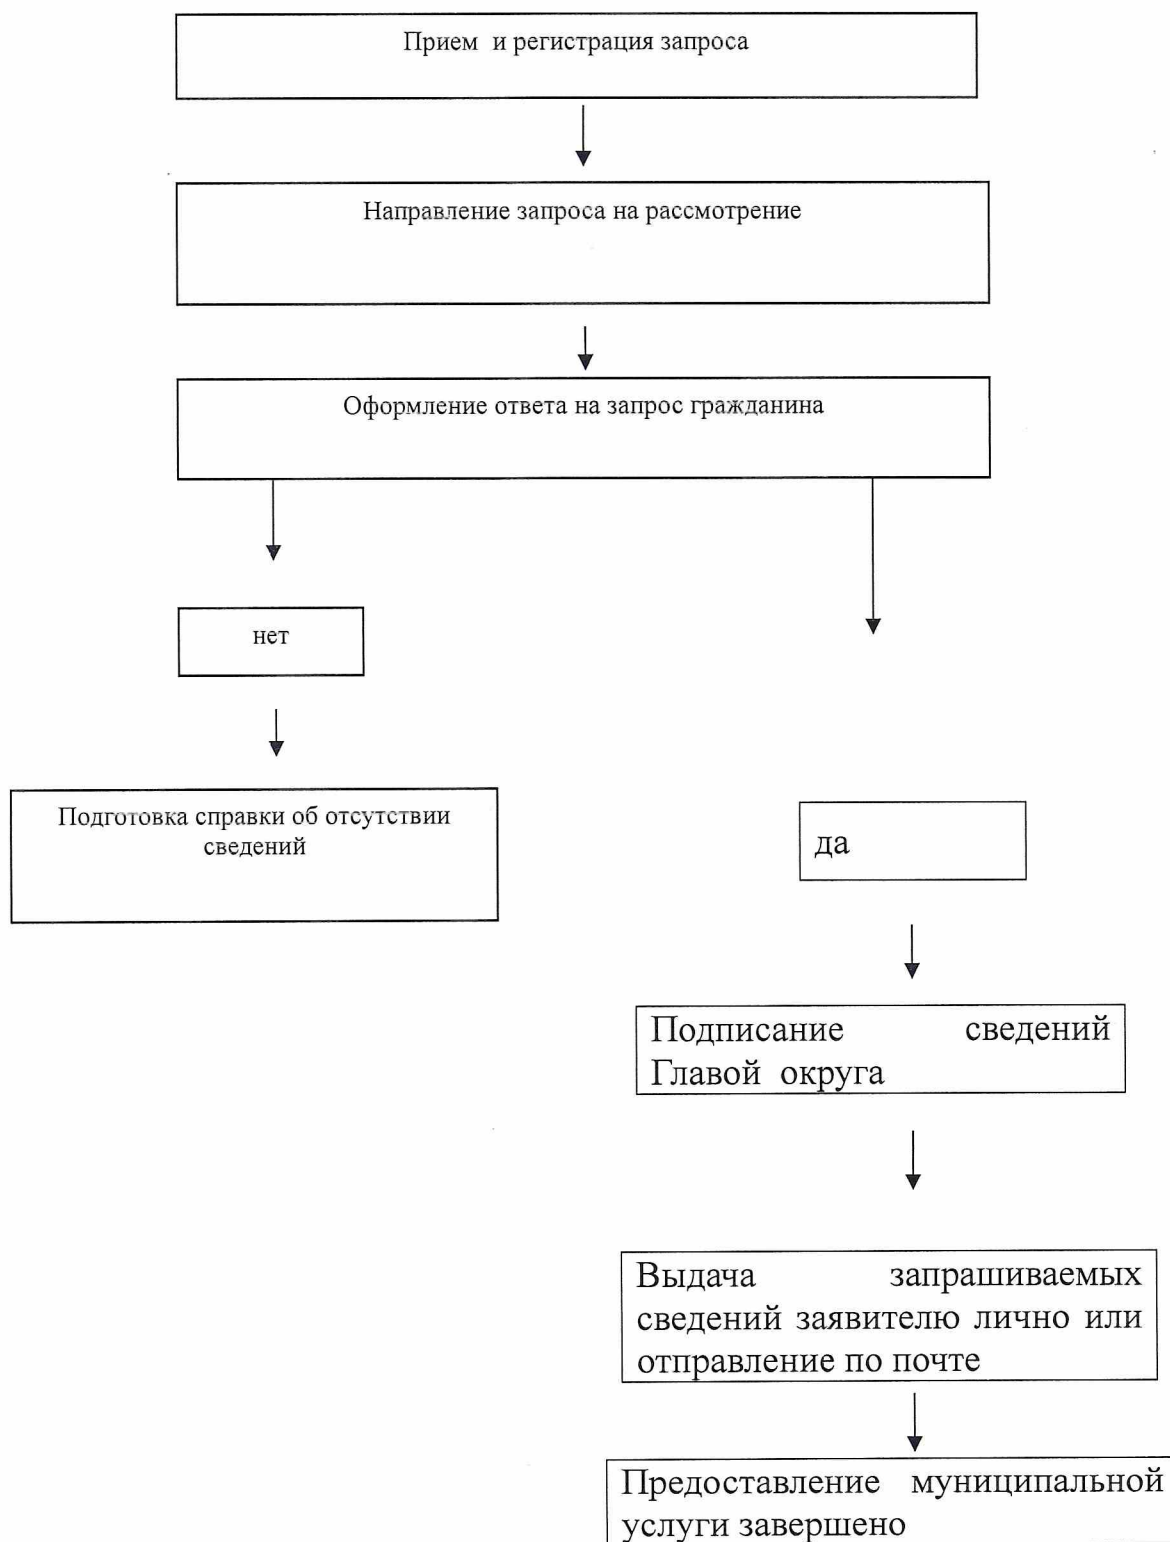 Прием и регистрация запроса
Направление запроса на рассмотрение
Оформление ответа на запрос гражданина
нет
Подготовка справки об отсутствии
сведений
да
Подписание сведений
Главой округа
Выдача запрашиваемых
сведений заявителю лично или
отправление по почте
Предоставление муниципальной
услуги завершено